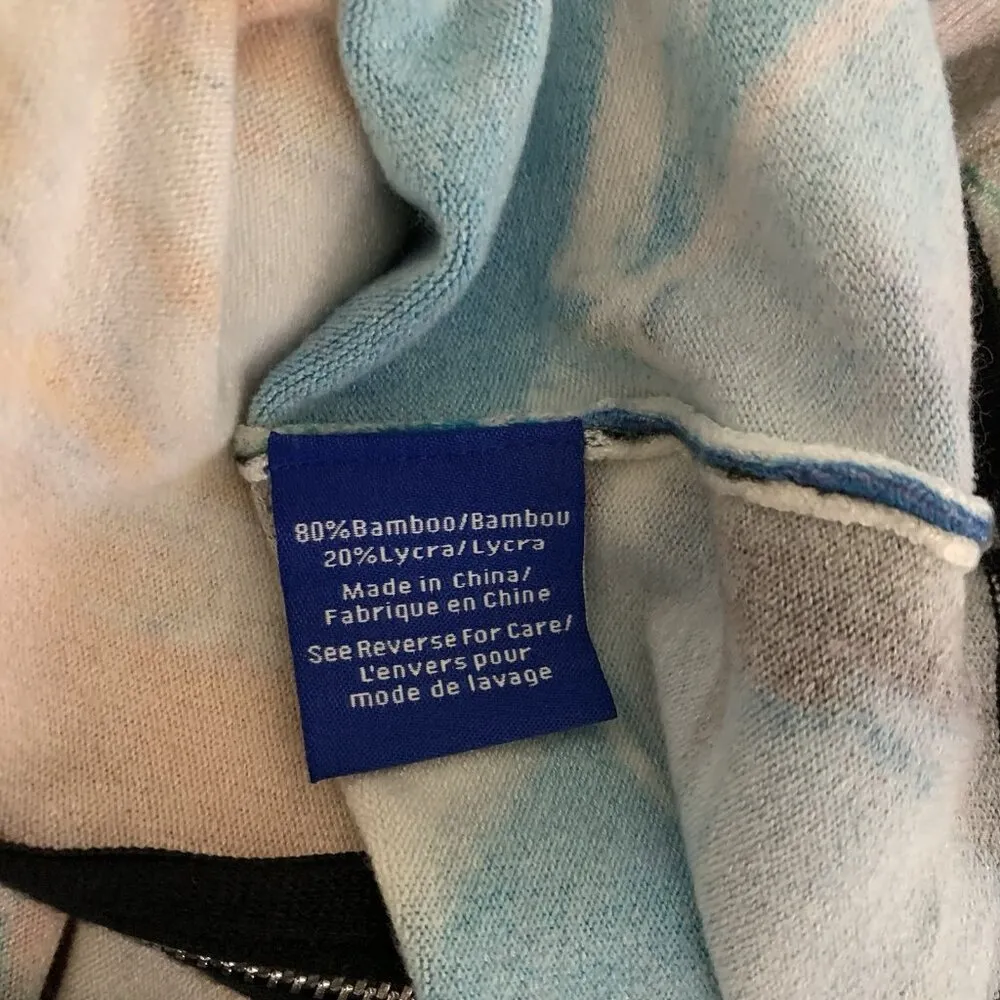 80%Bamboo/Bambou
20%Lycra/Lycra
Made in China/
Fabrique en Chine
See Reverse For Care/
L'envers pour
mode de lavage